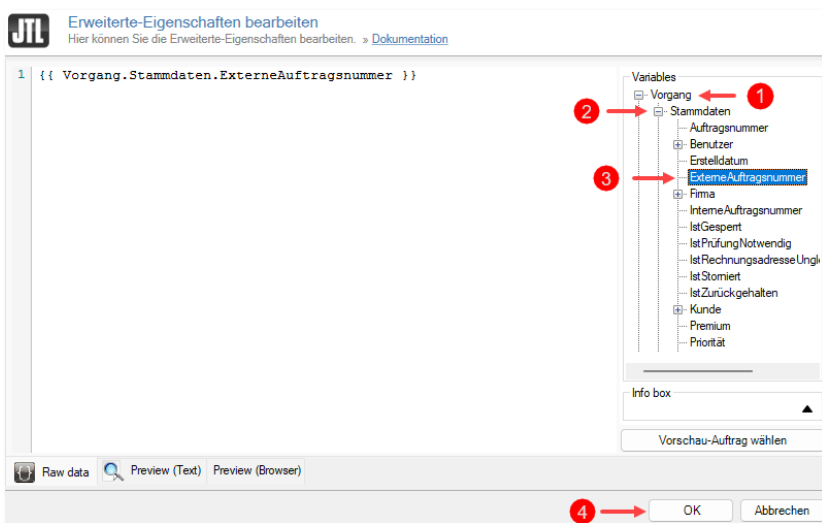 JTL
Erweiterte-Eigenschaften bearbeiten
Hier können Sie die Erweiterte-Eigenschaften bearbeiten. » Dokumentation
1 {{ Vorgang.Stammdaten.ExterneAuftragsnummer }}
Variables
Vorgang
1
2
Stammdaten
Auftragsnummer
Benutzer
Erstelldatum
3
ExterneAuftragsnummer
Firma
InterneAuftragsnummer
IstGesperrt
IstPrüfungNotwendig
IstRechnungsadresseUngl
IstStorniert
IstZurückgehalten
Kunde
Premium
Priorität
Info box
Vorschau-Auftrag wählen
Raw data Preview (Text) Preview (Browser)
4
OK Abbrechen